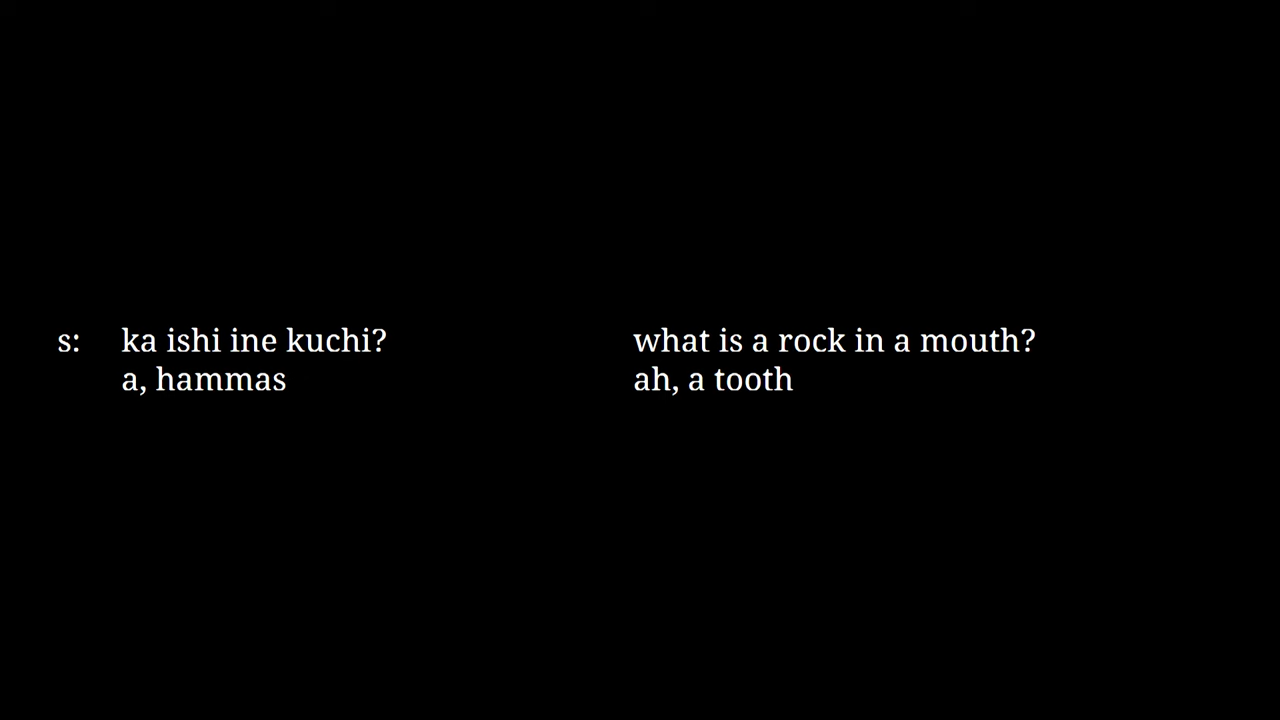 s: ka ishi ine kuchi? what is a rock in a mouth?
a, hammas ah, a tooth